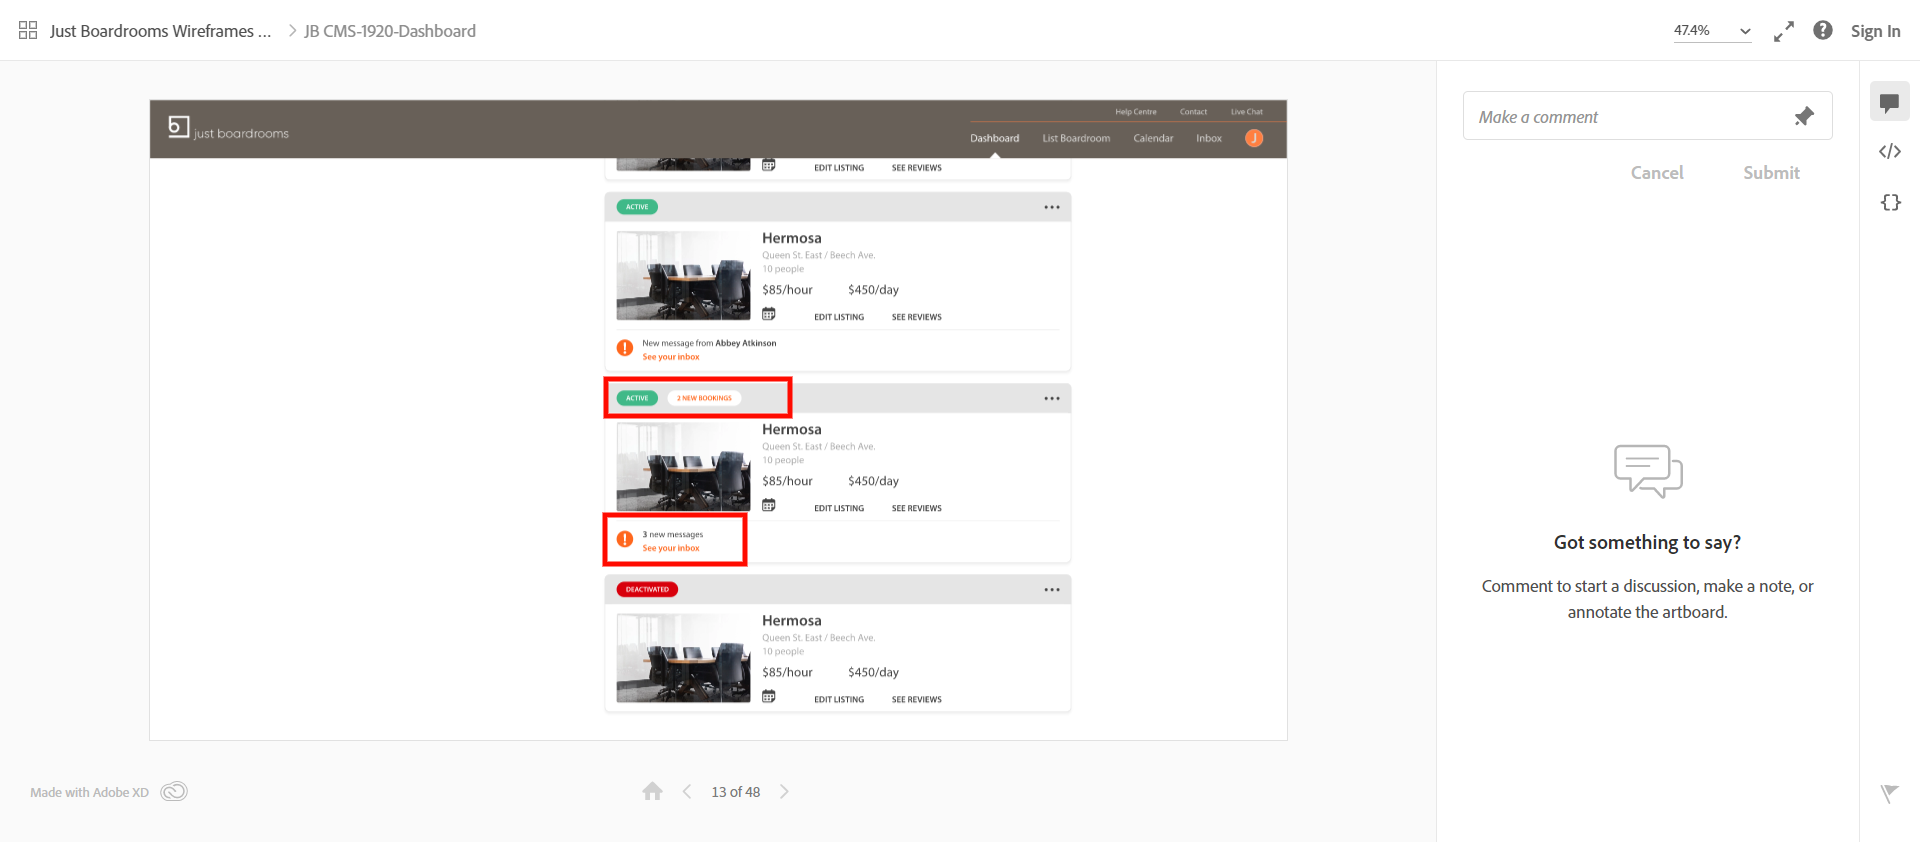 Just Boardrooms Wireframes ... JB CMS-1920-Dashboard
47.4%
Sign In
just boardrooms
Help Centre Contact Live Chat
Dashboard List Boardroom Calendar Inbox J
EDIT LISTING SEE REVIEWS
ACTIVE
Hermosa
Queen St. East / Beech Ave.
10 people
$85/hour $450/day
EDIT LISTING SEE REVIEWS
New message from Abbey Atkinson
See your inbox
ACTIVE 2 NEW BOOKINGS
Hermosa
Queen St. East / Beech Ave.
10 people
$85/hour $450/day
EDIT LISTING SEE REVIEWS
3 new messages
See your inbox
DEACTIVATED
Hermosa
Queen St. East / Beech Ave.
10 people
$85/hour $450/day
EDIT LISTING SEE REVIEWS
Make a comment
Cancel Submit
Got something to say?
Comment to start a discussion, make a note, or
annotate the artboard.
Made with Adobe XD
13 of 48